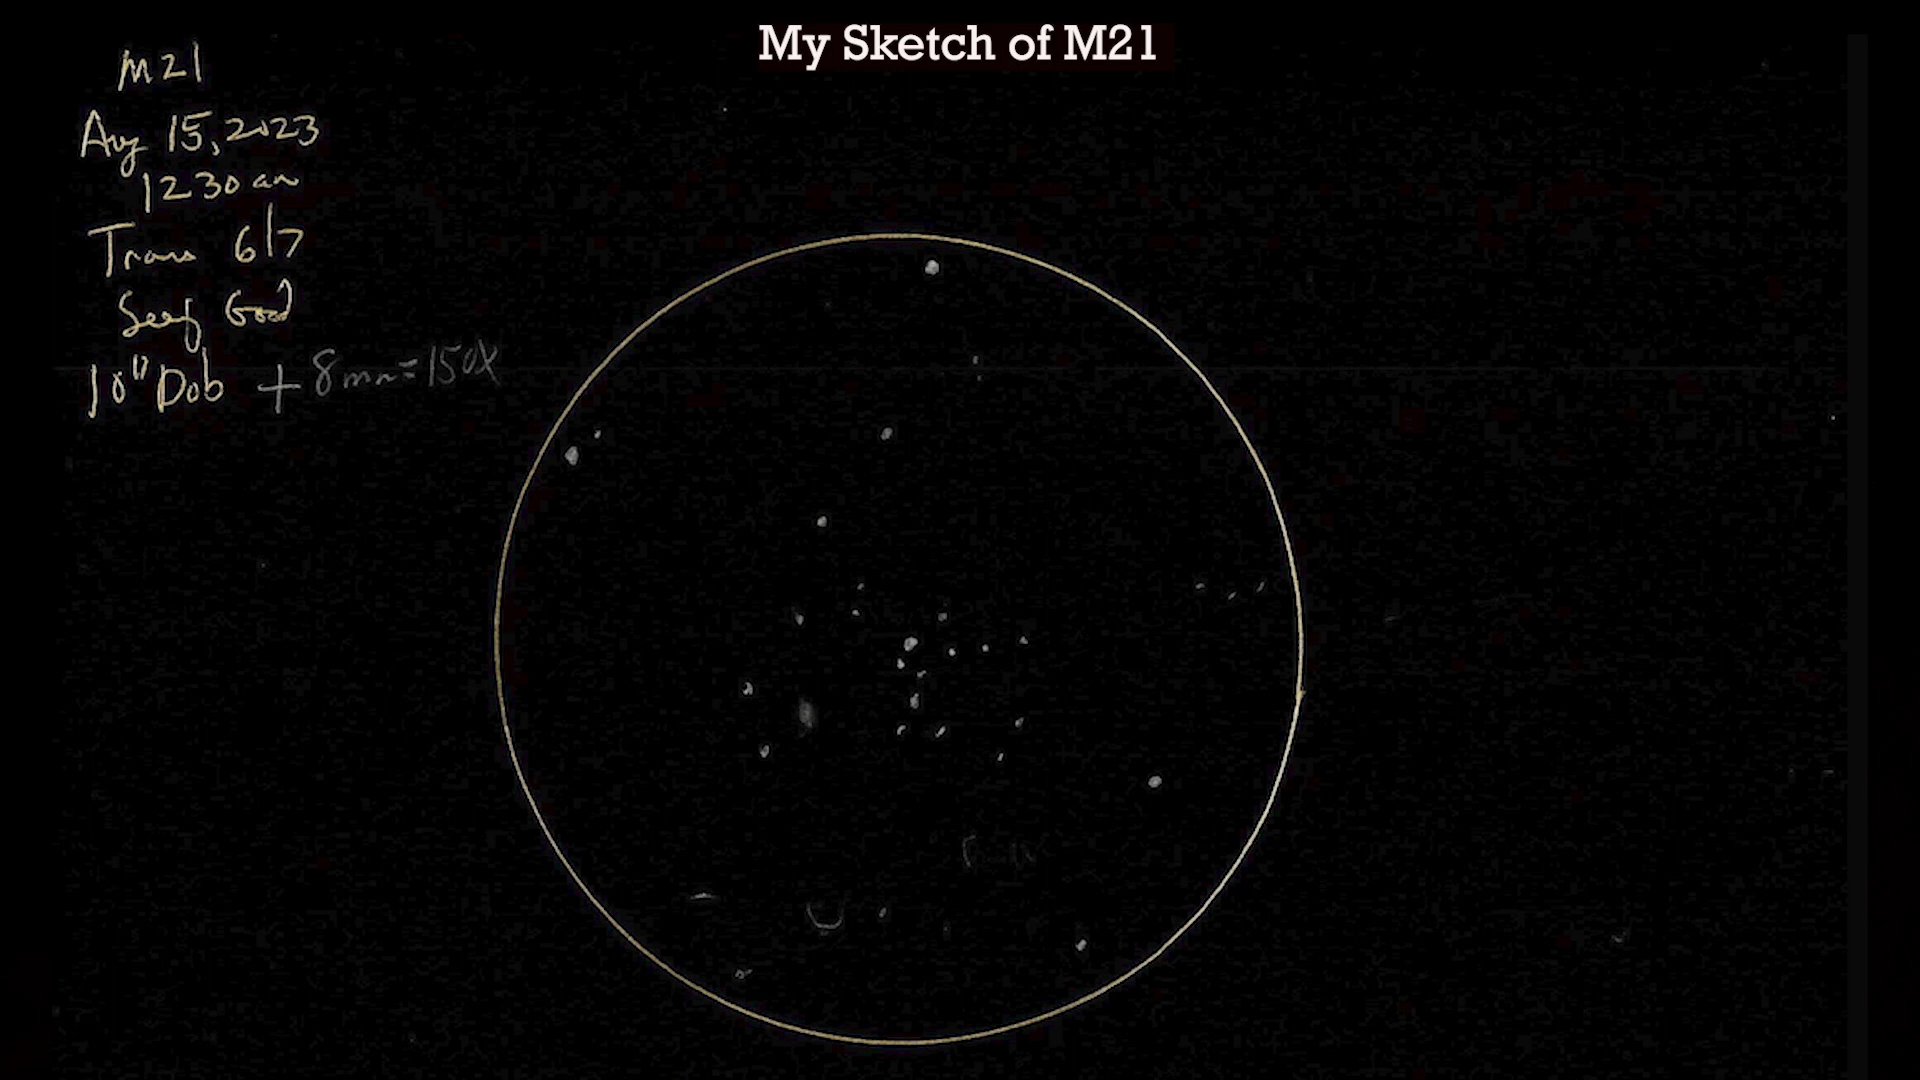 My Sketch of M21
M21
Aug 15, 2023
1230 am
Trans 6/7
Seeing Good
10" Dob + 8mm = 150X